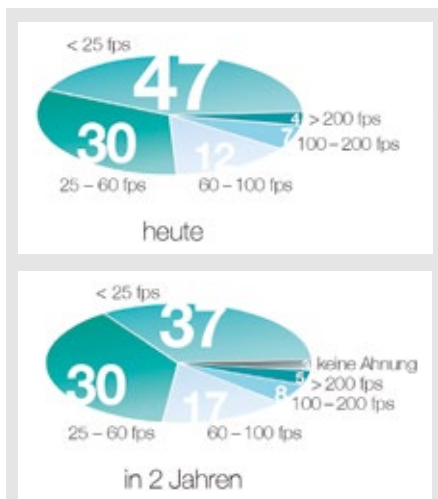 < 25 fps
47
4 > 200 fps
7 100 – 200 fps
30
12
25 – 60 fps 60 – 100 fps
heute
< 25 fps
37
keine Ahnung
5 > 200 fps
8 100 – 200 fps
30
17
25 – 60 fps 60 – 100 fps
in 2 Jahren